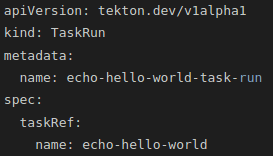 apiVersion: tekton.dev/v1alpha1
kind: TaskRun
metadata:
  name: echo-hello-world-task-run
spec:
  taskRef:
    name: echo-hello-world